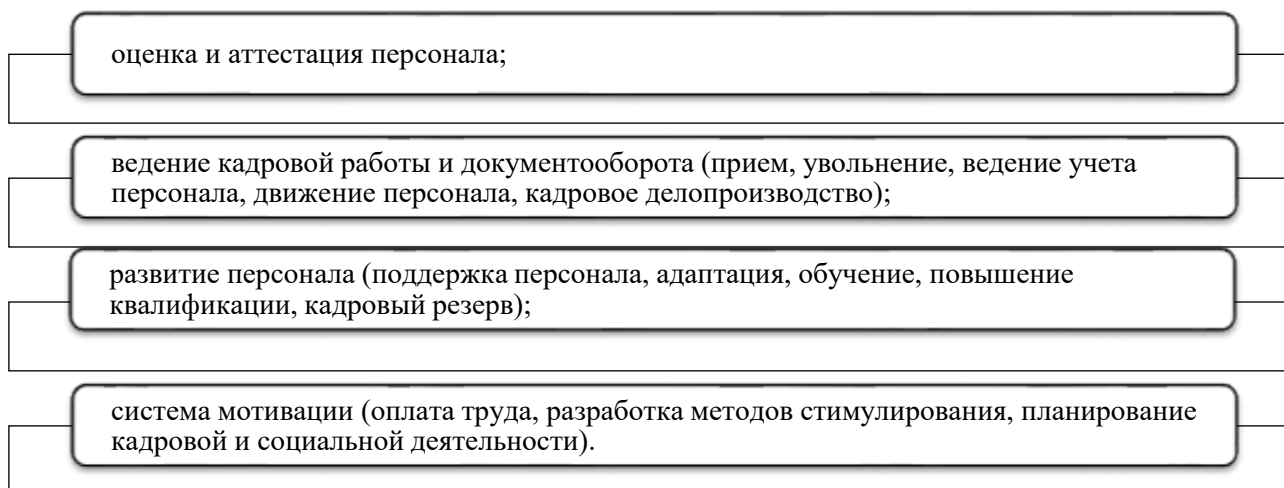 оценка и аттестация персонала;
ведение кадровой работы и документооборота (прием, увольнение, ведение учета
персонала, движение персонала, кадровое делопроизводство);
развитие персонала (поддержка персонала, адаптация, обучение, повышение
квалификации, кадровый резерв);
система мотивации (оплата труда, разработка методов стимулирования, планирование
кадровой и социальной деятельности).